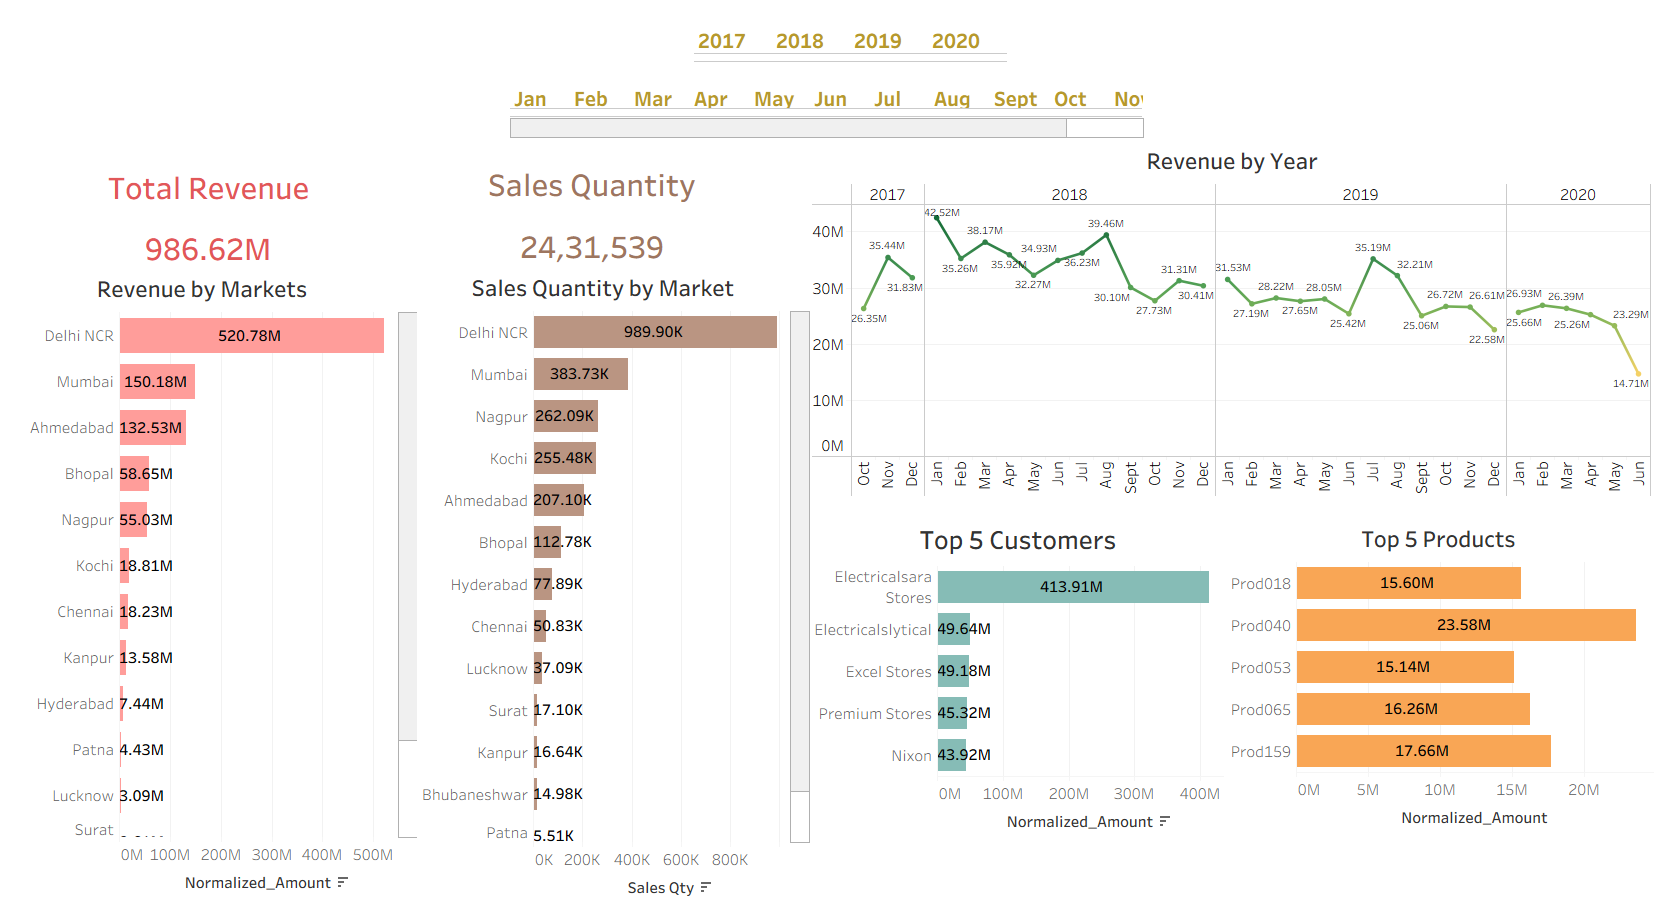 2017 2018 2019 2020
Jan Feb Mar Apr May Jun Jul Aug Sept Oct Nov
Total Revenue
986.62M
Revenue by Markets
Delhi NCR 520.78M
Mumbai 150.18M
Ahmedabad 132.53M
Bhopal 58.65M
Nagpur 55.03M
Kochi 18.81M
Chennai 18.23M
Kanpur 13.58M
Hyderabad 7.44M
Patna 4.43M
Lucknow 3.09M
Surat
0M 100M 200M 300M 400M 500M
Normalized_Amount
Sales Quantity
24,31,539
Sales Quantity by Market
Delhi NCR 989.90K
Mumbai 383.73K
Nagpur 262.09K
Kochi 255.48K
Ahmedabad 207.10K
Bhopal 112.78K
Hyderabad 77.89K
Chennai 50.83K
Lucknow 37.09K
Surat 17.10K
Kanpur 16.64K
Bhubaneshwar 14.98K
Patna 5.51K
0K 200K 400K 600K 800K
Sales Qty
Revenue by Year
2017 2018 2019 2020
40M
30M
20M
10M
0M
26.35M 35.44M 31.83M
42.52M 35.26M 38.17M 35.92M 32.27M 34.93M 36.23M 39.46M 30.10M 27.73M 31.31M 30.41M
31.53M 27.19M 28.22M 27.65M 28.05M 25.42M 35.19M 32.21M 25.06M 26.72M 26.61M 22.58M
25.66M 26.93M 26.39M 25.26M 23.29M 14.71M
Oct Nov Dec Jan Feb Mar Apr May Jun Jul Aug Sept Oct Nov Dec Jan Feb Mar Apr May Jun Jul Aug Sept Oct Nov Dec Jan Feb Mar Apr May Jun
Top 5 Customers
Electricalsara
Stores 413.91M
Electricalslytical 49.64M
Excel Stores 49.18M
Premium Stores 45.32M
Nixon 43.92M
0M 100M 200M 300M 400M
Normalized_Amount
Top 5 Products
Prod018 15.60M
Prod040 23.58M
Prod053 15.14M
Prod065 16.26M
Prod159 17.66M
0M 5M 10M 15M 20M
Normalized_Amount